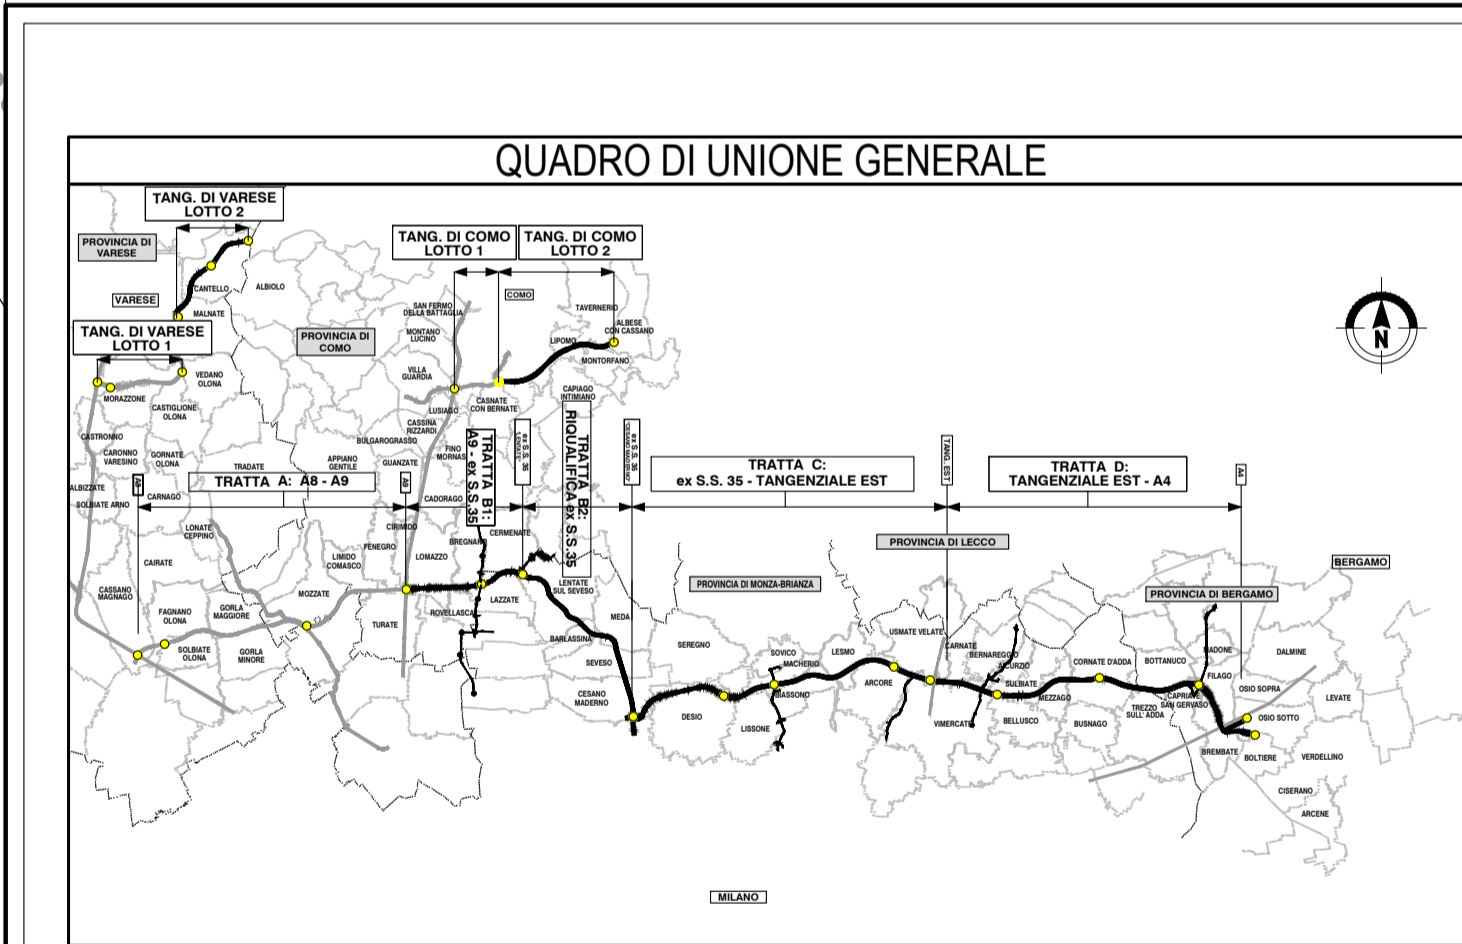 QUADRO DI UNIONE GENERALE
TANG. DI VARESE
LOTTO 2
PROVINCIA DI
VARESE
TANG. DI COMO
LOTTO 1
TANG. DI COMO
LOTTO 2
VARESE
CANTELLO
ALBIOLO
MALNATE
COMO
TANG. DI VARESE
LOTTO 1
PROVINCIA DI
COMO
SAN FERMO
DELLA BATTAGLIA
TAVERNERIO
ALBESE
CON CASSANO
MONTANO
LUCINO
LIPOMO
MONTORFANO
VILLA
GUARDIA
VEDANO
OLONA
MORAZZONE
CASTIGLIONE
OLONA
LUSIAGO
CASNATE
CON BERNATE
CAPIAGO
INTIMIANO
CASSINA
RIZZARDI
BULGAROGRASSO
CASTRONNO
CARONNO
VARESINO
GORNATE
OLONA
TRADATE
APPIANO
GENTILE
GUANZATE
FINO
MORNAS
TRATTA B1:
A9 - ex S.S.35
ex S.S. 35
TRATTA B2:
RIQUALIFICA ex S.S.35
ex S.S. 35
TRATTA C:
ex S.S. 35 - TANGENZIALE EST
TANG. EST
TRATTA D:
TANGENZIALE EST - A4
A4
TRATTA A: A8 - A9
A8
A9
ALBIZZATE
CARNAGO
SOLBIATE ARNO
CADORAGO
LONATE
CEPPINO
CIRIMIDO
FENEGRO
LOMAZZO
BREGNANO
CERMENATE
LIMIDO
COMASCO
CAIRATE
CASSANO
MAGNAGO
MOZZATE
FAGNANO
OLONA
GORLA
MAGGIORE
TURATE
ROVELLASCA
LAZZATE
LENTATE
SUL SEVESO
MEDA
BARLASSINA
SOLBIATE
OLONA
GORLA
MINORE
SEVESO
CESANO
MADERNO
PROVINCIA DI LECCO
PROVINCIA DI MONZA-BRIANZA
BERGAMO
PROVINCIA DI BERGAMO
SEREGNO
SOVICO
MACHERIO
LESMO
USMATE VELATE
CARNATE
BERNAREGGIO
SULBIATE
CORNATE D'ADDA
BOTTANUCO
MADONE
FILAGO
DALMINE
BIASSONO
ARCORE
MEZZAGO
CAPRIATE
SAN GERVASO
OSIO SOPRA
LEVATE
DESIO
LISSONE
VIMERCATE
BELLUSCO
BUSNAGO
TREZZO
SULL' ADDA
OSIO SOTTO
BREMBATE
BOLTIERE
VERDELLINO
CISERANO
ARCENE
MILANO
N